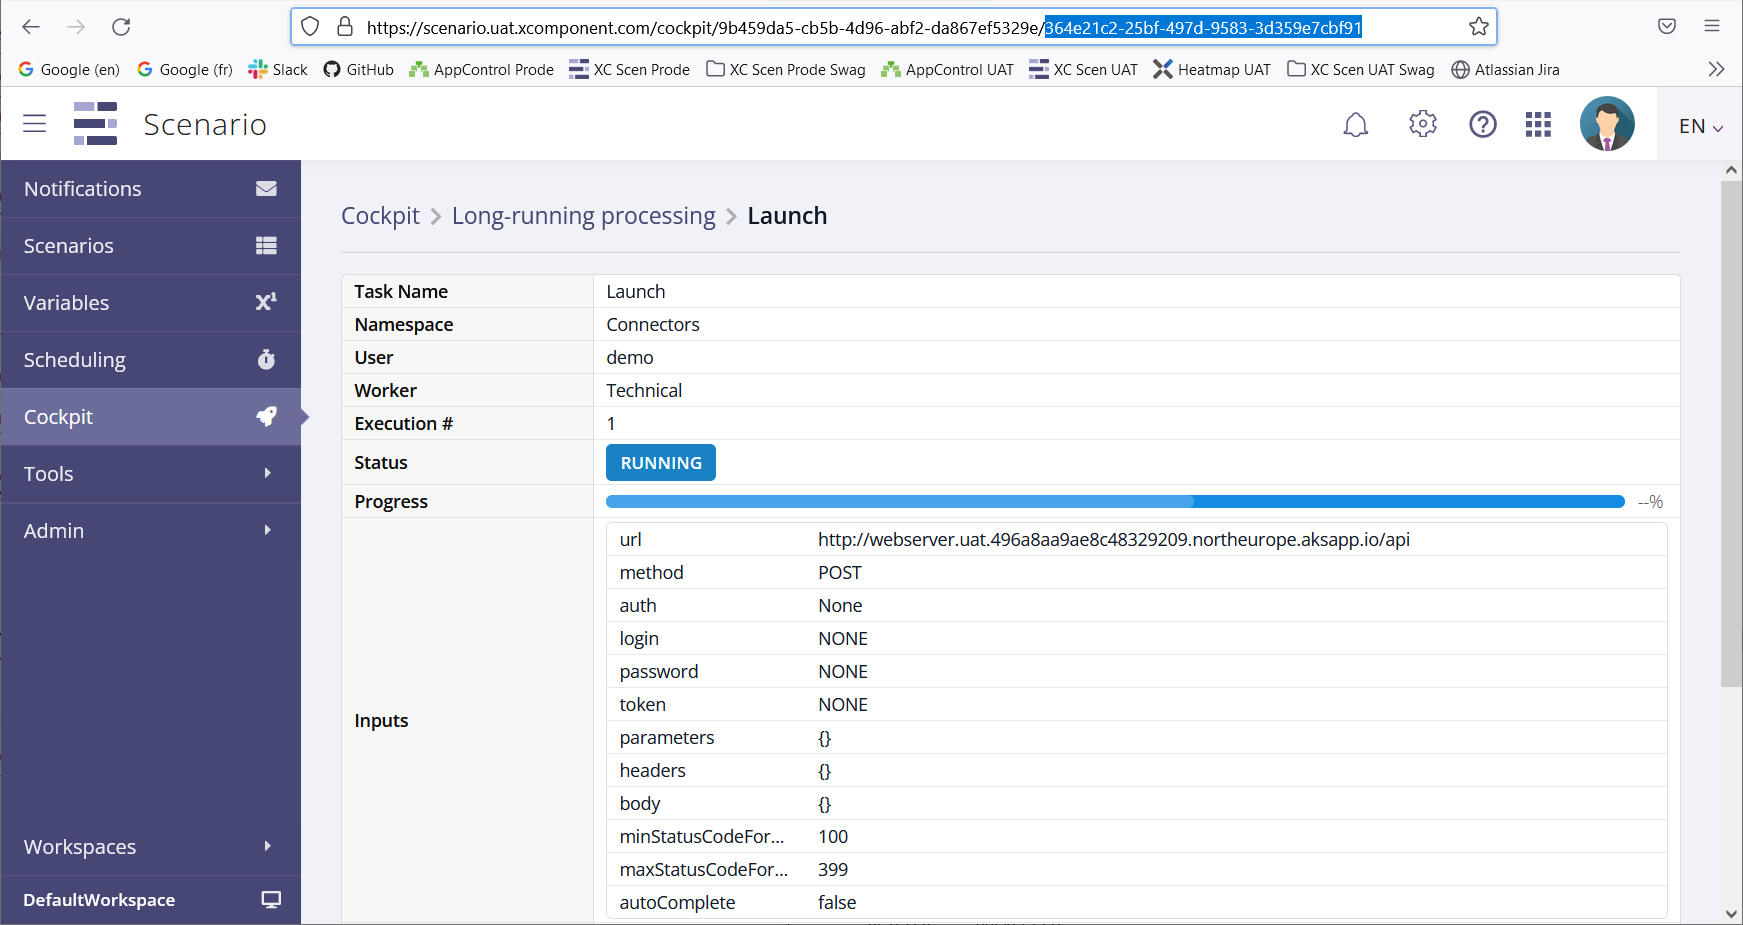 https://scenario.uat.xcomponent.com/cockpit/9b459da5-cb5b-4d96-abf2-da867ef5329e/364e21c2-25bf-497d-9583-3d359e7cbf91
Google (en) Google (fr) Slack GitHub AppControl Prode XC Scen Prode XC Scen Prode Swag AppControl UAT XC Scen UAT Heatmap UAT XC Scen UAT Swag Atlassian Jira
Scenario EN
Notifications
Scenarios
Variables
Scheduling
Cockpit
Tools
Admin
Workspaces
DefaultWorkspace
Cockpit > Long-running processing > Launch
Task Name Launch
Namespace Connectors
User demo
Worker Technical
Execution # 1
Status RUNNING
Progress --%
Inputs
url http://webserver.uat.496a8aa9ae8c48329209.northeurope.aksapp.io/api
method POST
auth None
login NONE
password NONE
token NONE
parameters {}
headers {}
body {}
minStatusCodeFor... 100
maxStatusCodeFor... 399
autoComplete false